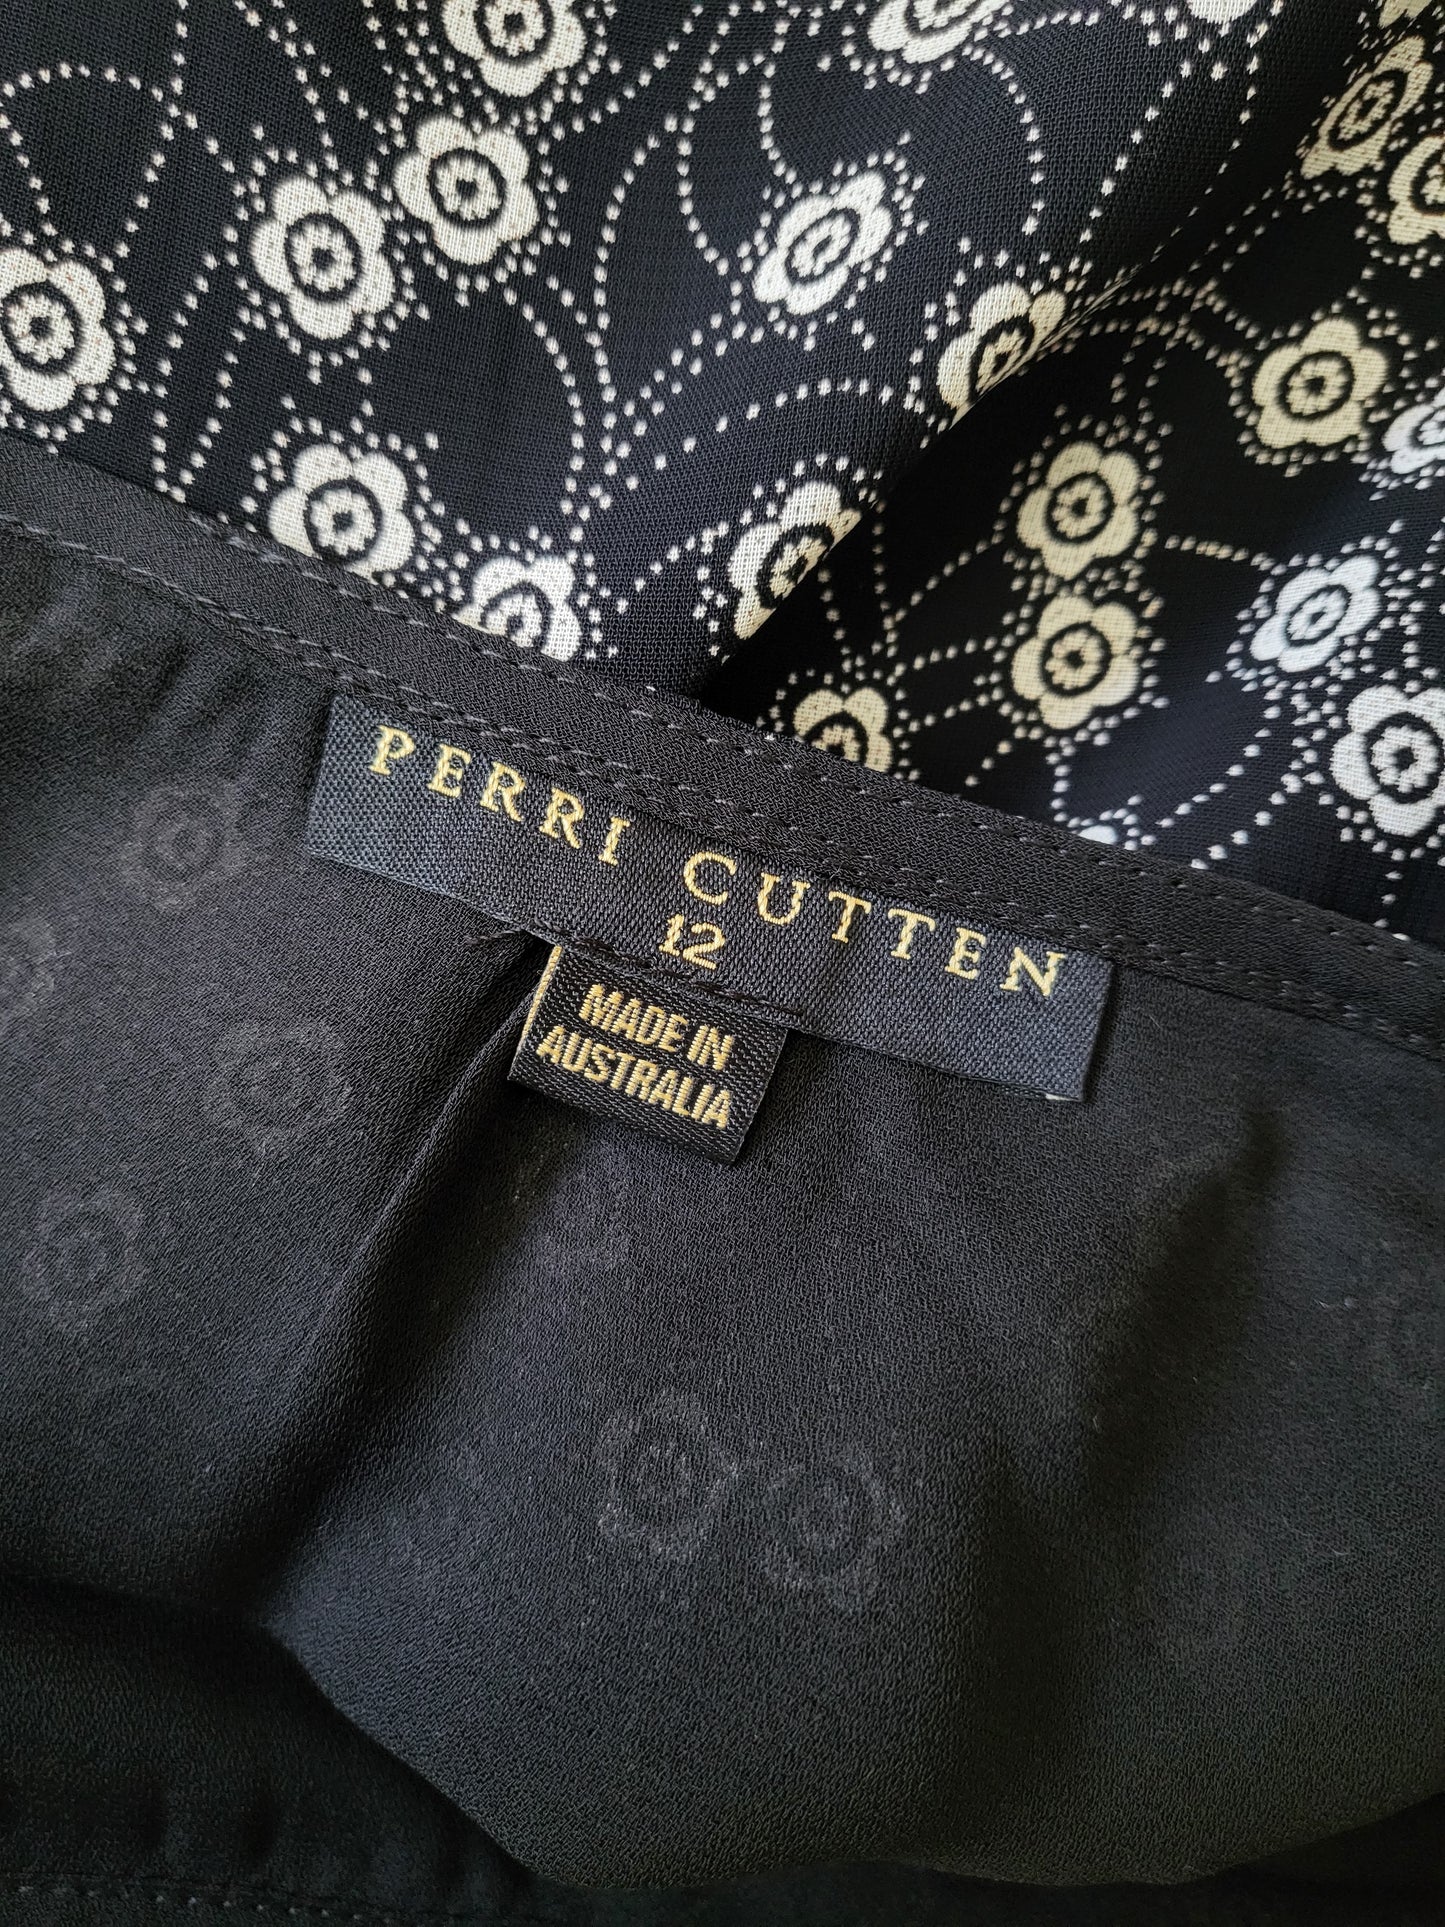 PERRI CUTTEN
12
MADE IN
AUSTRALIA